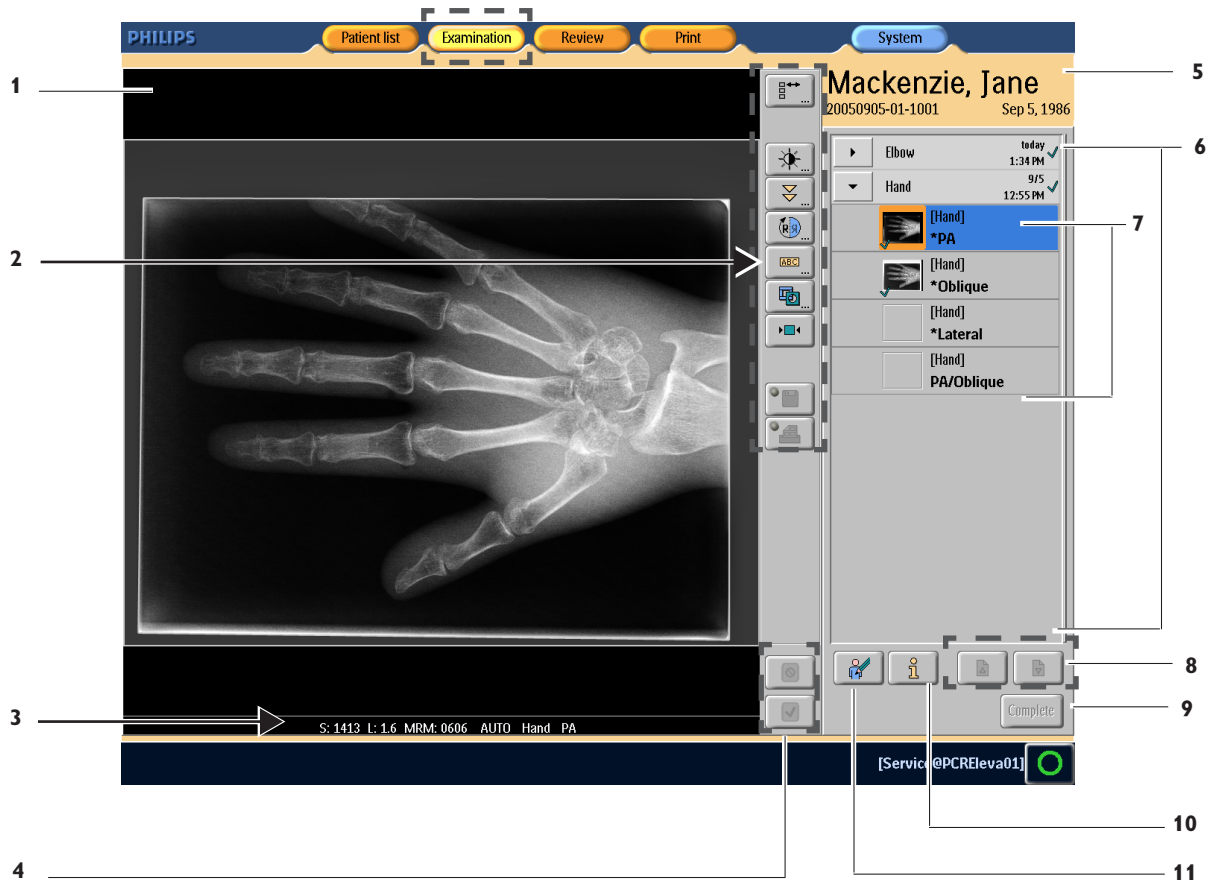 PHILIPS Patient list Examination Review Print System
1
5
Mackenzie, Jane
20050905-01-1001 Sep 5, 1986
Elbow today
1:34 PM
6
Hand 9/5
12:55 PM
[Hand]
*PA
7
R R
2
ABC
[Hand]
*Oblique
[Hand]
*Lateral
[Hand]
PA/Oblique
8
i
3
S: 1413 L: 1.6 MRM: 0606 AUTO Hand PA
Complete
9
[Service@PCREleva01]
10
4
11